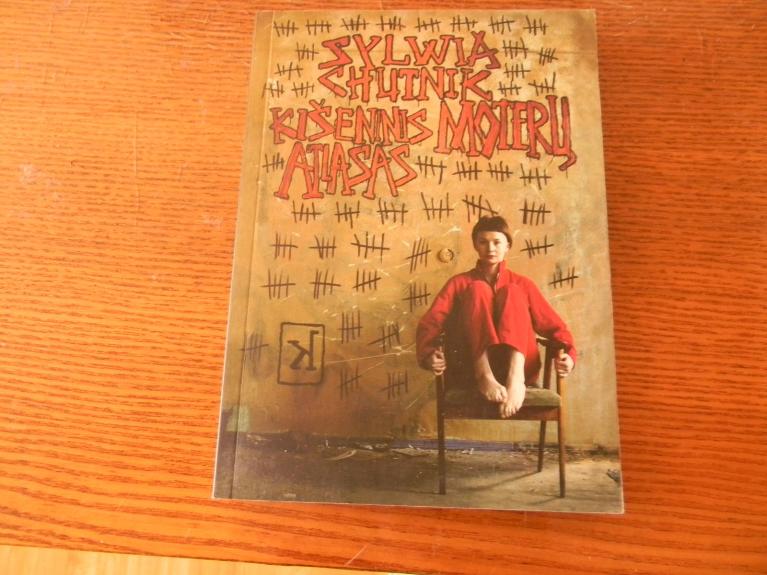 SYLWIA
CHUTNIK
KIŠENINIS MOTERŲ
ATLASAS
K